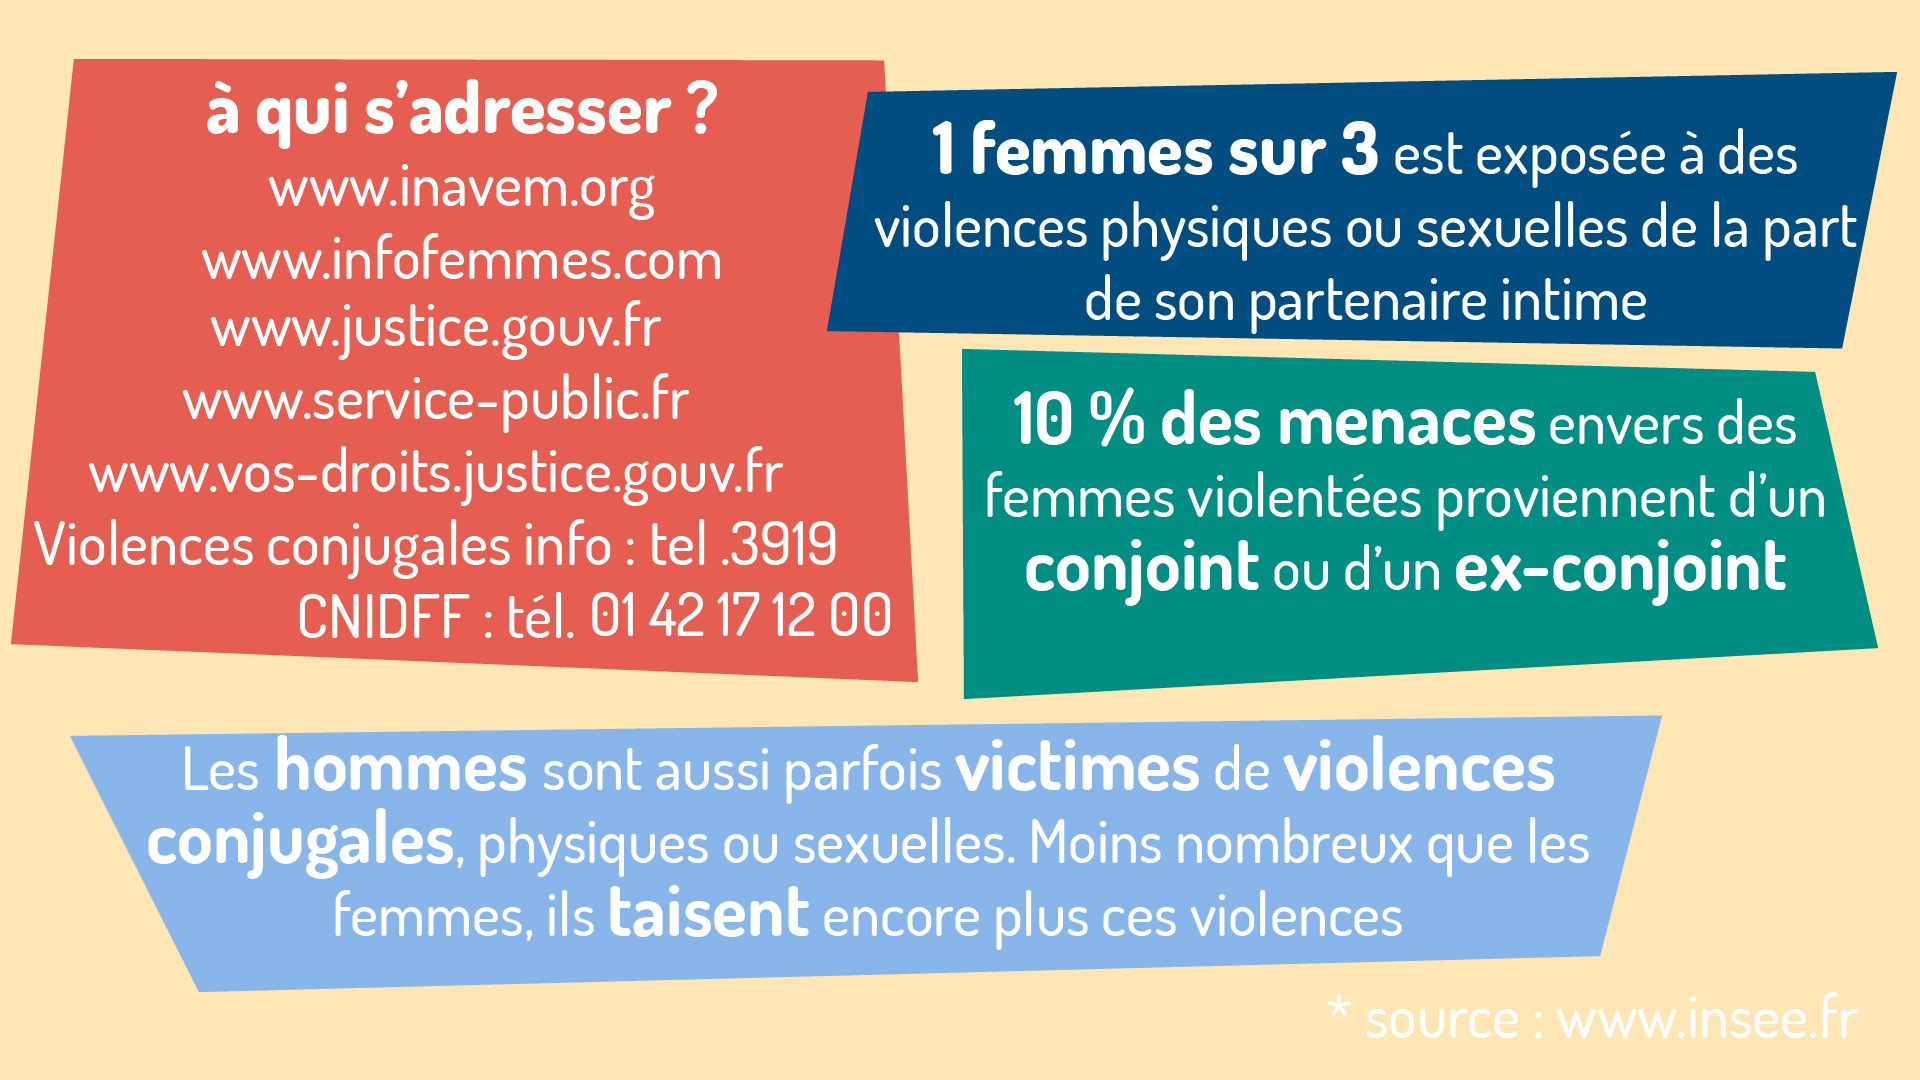 à qui s’adresser ?
www.inavem.org
www.infofemmes.com
www.justice.gouv.fr
www.service-public.fr
www.vos-droits.justice.gouv.fr
Violences conjugales info : tel .3919
CNIDFF : tél. 01 42 17 12 00
1 femmes sur 3 est exposée à des
violences physiques ou sexuelles de la part
de son partenaire intime
10 % des menaces envers des
femmes violentées proviennent d’un
conjoint ou d’un ex-conjoint
Les hommes sont aussi parfois victimes de violences
conjugales, physiques ou sexuelles. Moins nombreux que les
femmes, ils taisent encore plus ces violences
* source : www.insee.fr